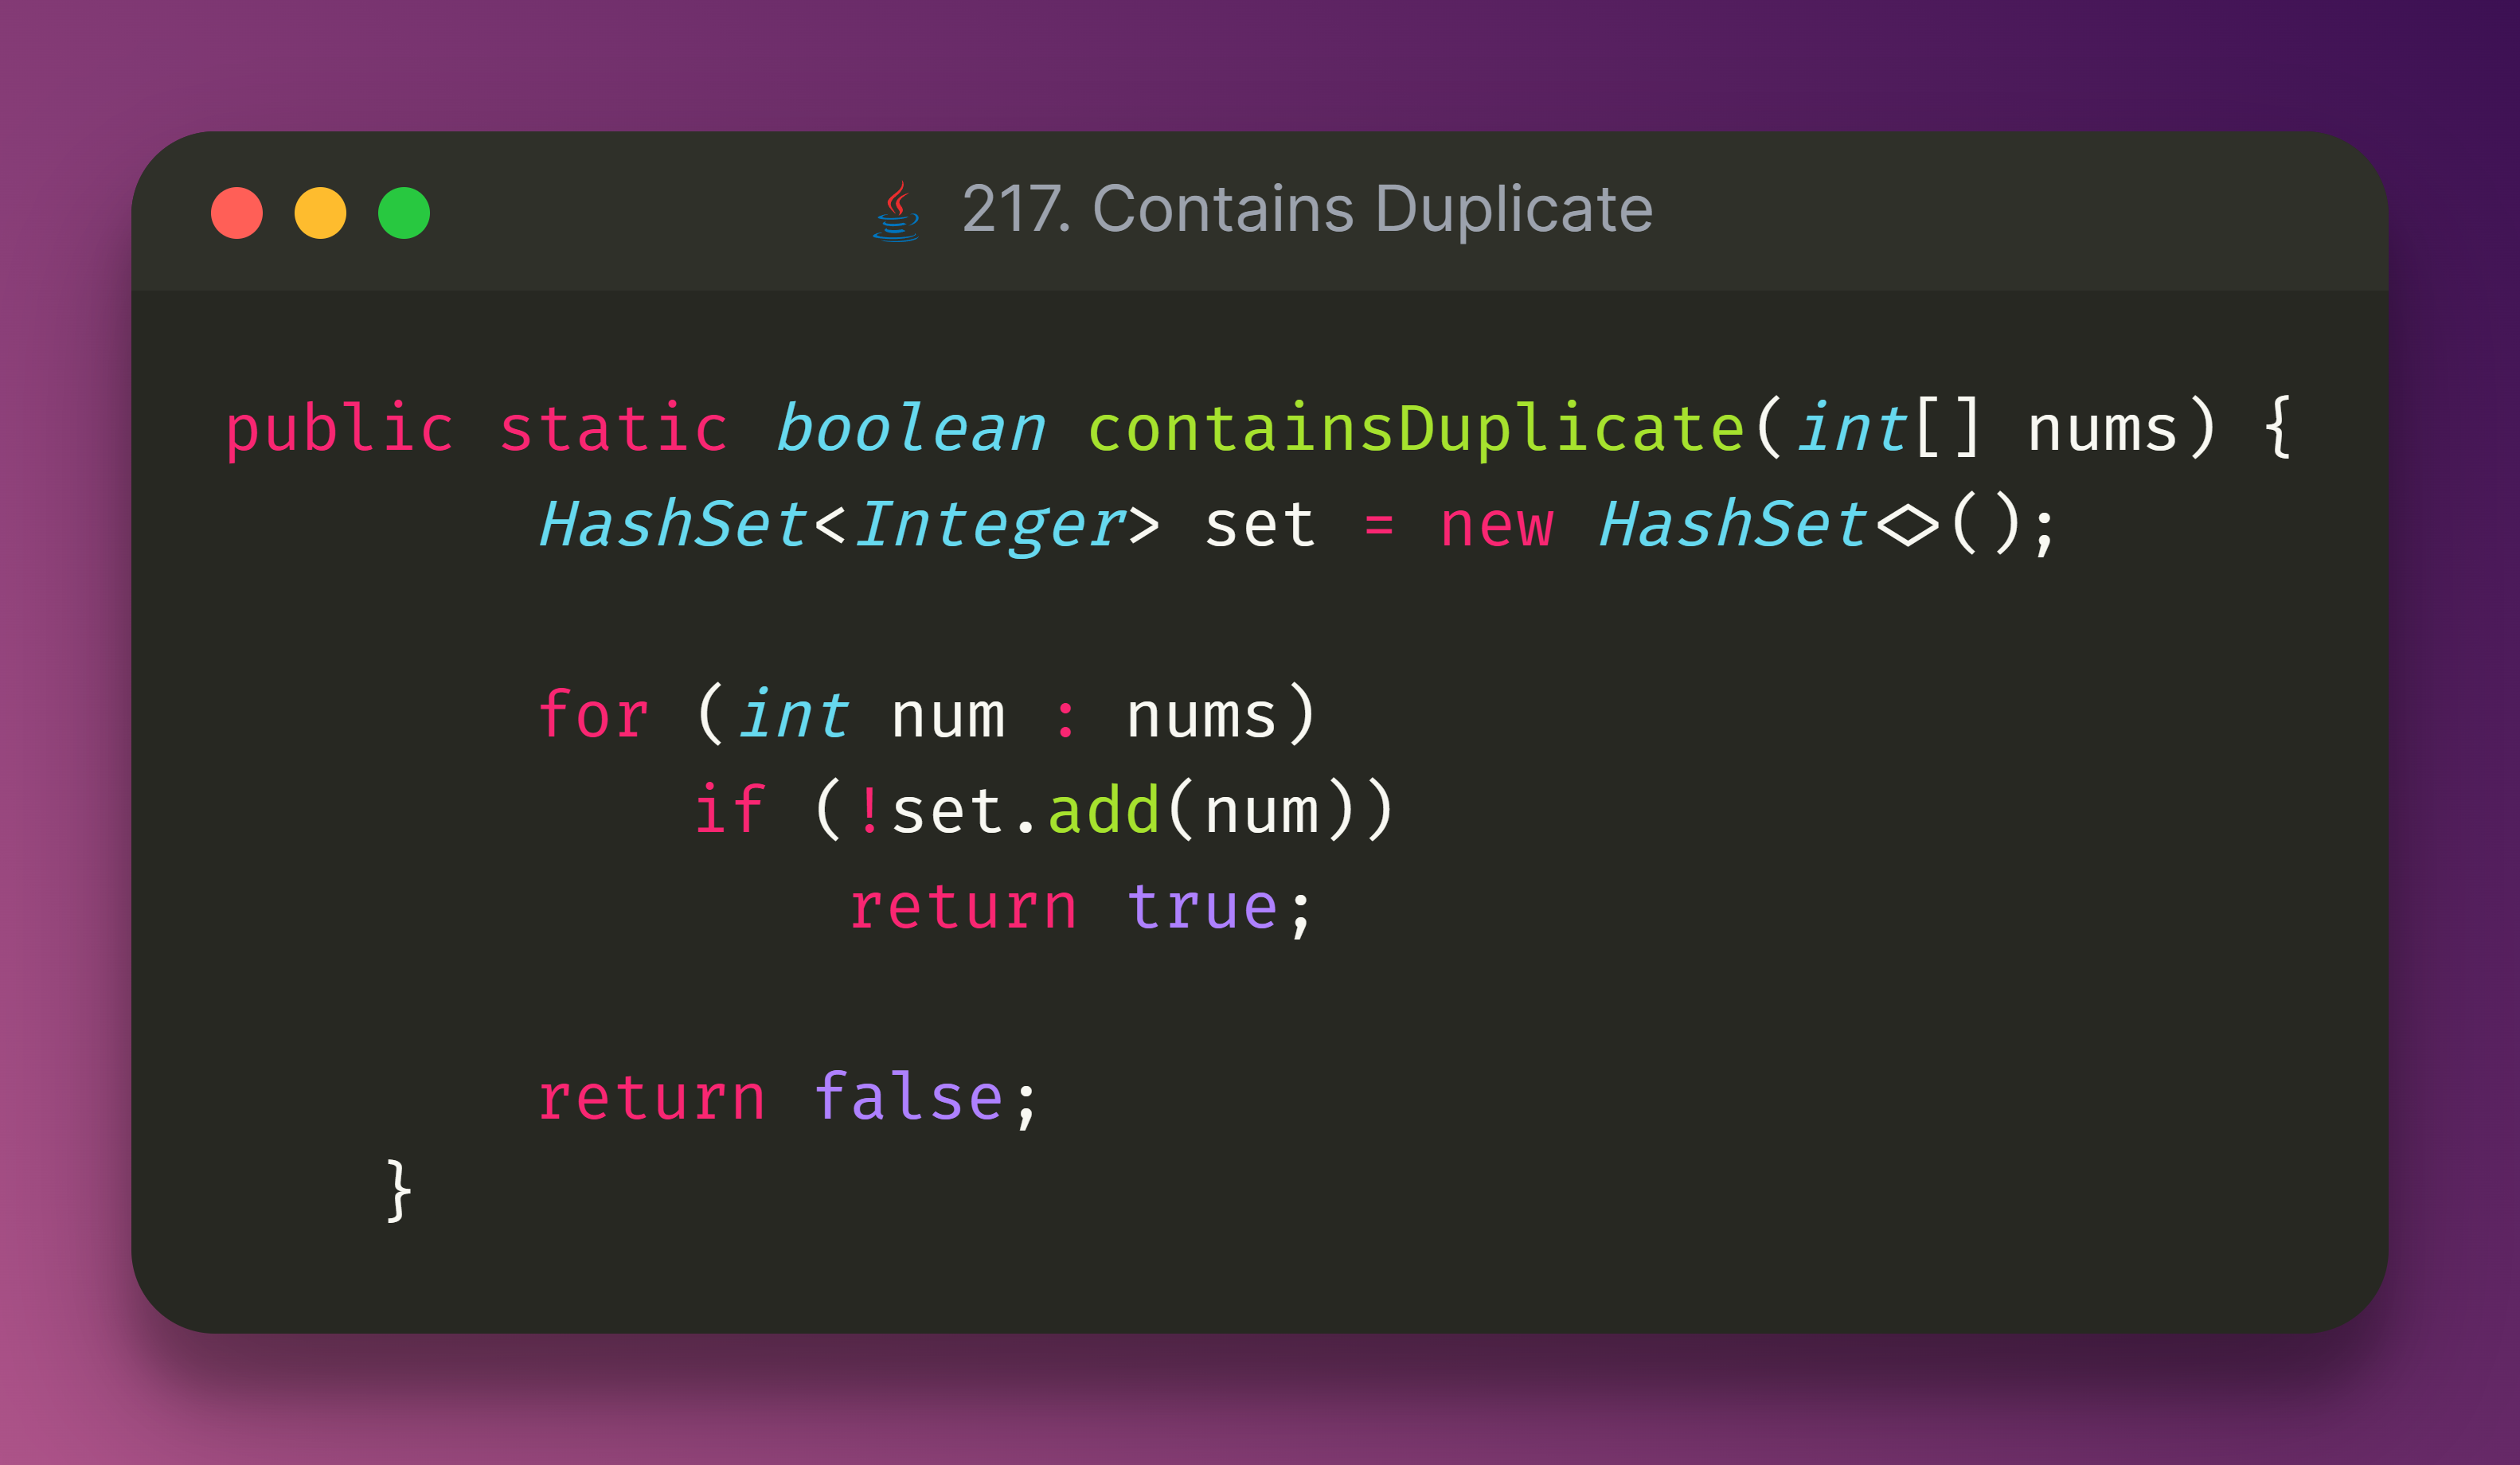 217. Contains Duplicate
public static boolean containsDuplicate(int[] nums) {
        HashSet<Integer> set = new HashSet<>();

        for (int num : nums)
            if (!set.add(num))
                return true;

        return false;
    }